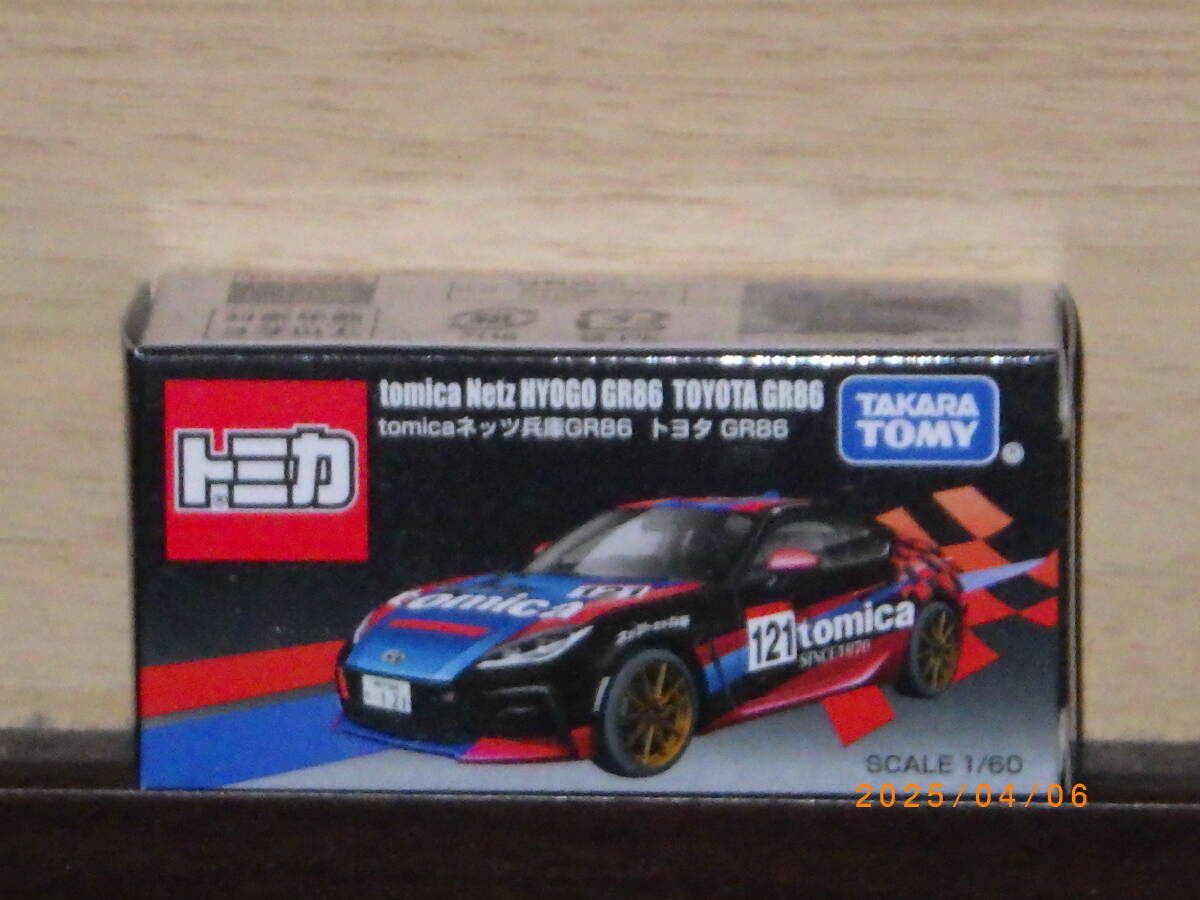 tomica Netz HYOGO GR86 TOYOTA GR86
tomicaネッツ兵庫GR86 トヨタ GR86
トミカ
TAKARA
TOMY
®
tomica
121
tomica
SINCE 1970
121
SCALE 1/60
2025/04/06